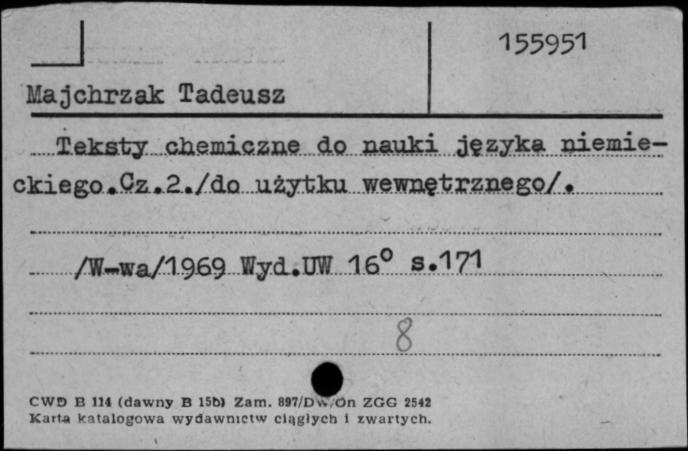 155951
Majchrzak Tadeusz
Teksty chemiczne do nauki języka niemie-
ckiego.Cz.2./do użytku wewnętrznego/.
/W-wa/1969 Wyd.UW 16° s.171
8
CWD B 114 (dawny B 15b) Zam. 897/DW/On ZGG 2542
Karta katalogowa wydawnictw ciągłych i zwartych.